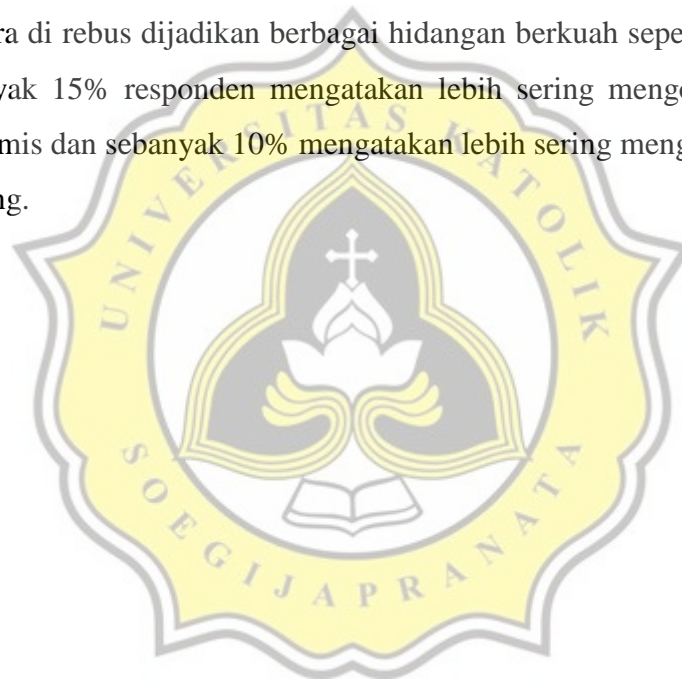 ra di rebus dijadikan berbagai hidangan berkuah sepe
yak 15% responden mengatakan lebih sering meng
mis dan sebanyak 10% mengatakan lebih sering meng
ng.
UNIVERSITAS KATOLIK
SOEGIJAPRANATA